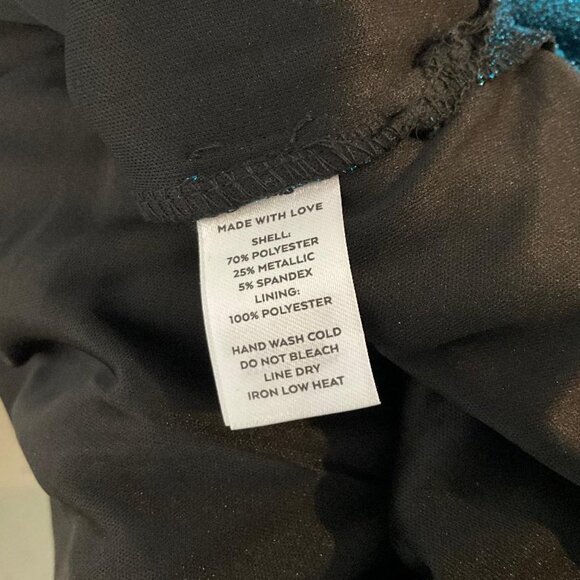 MADE WITH LOVE
SHELL:
70% POLYESTER
25% METALLIC
5% SPANDEX
LINING:
100% POLYESTER
HAND WASH COLD
DO NOT BLEACH
LINE DRY
IRON LOW HEAT